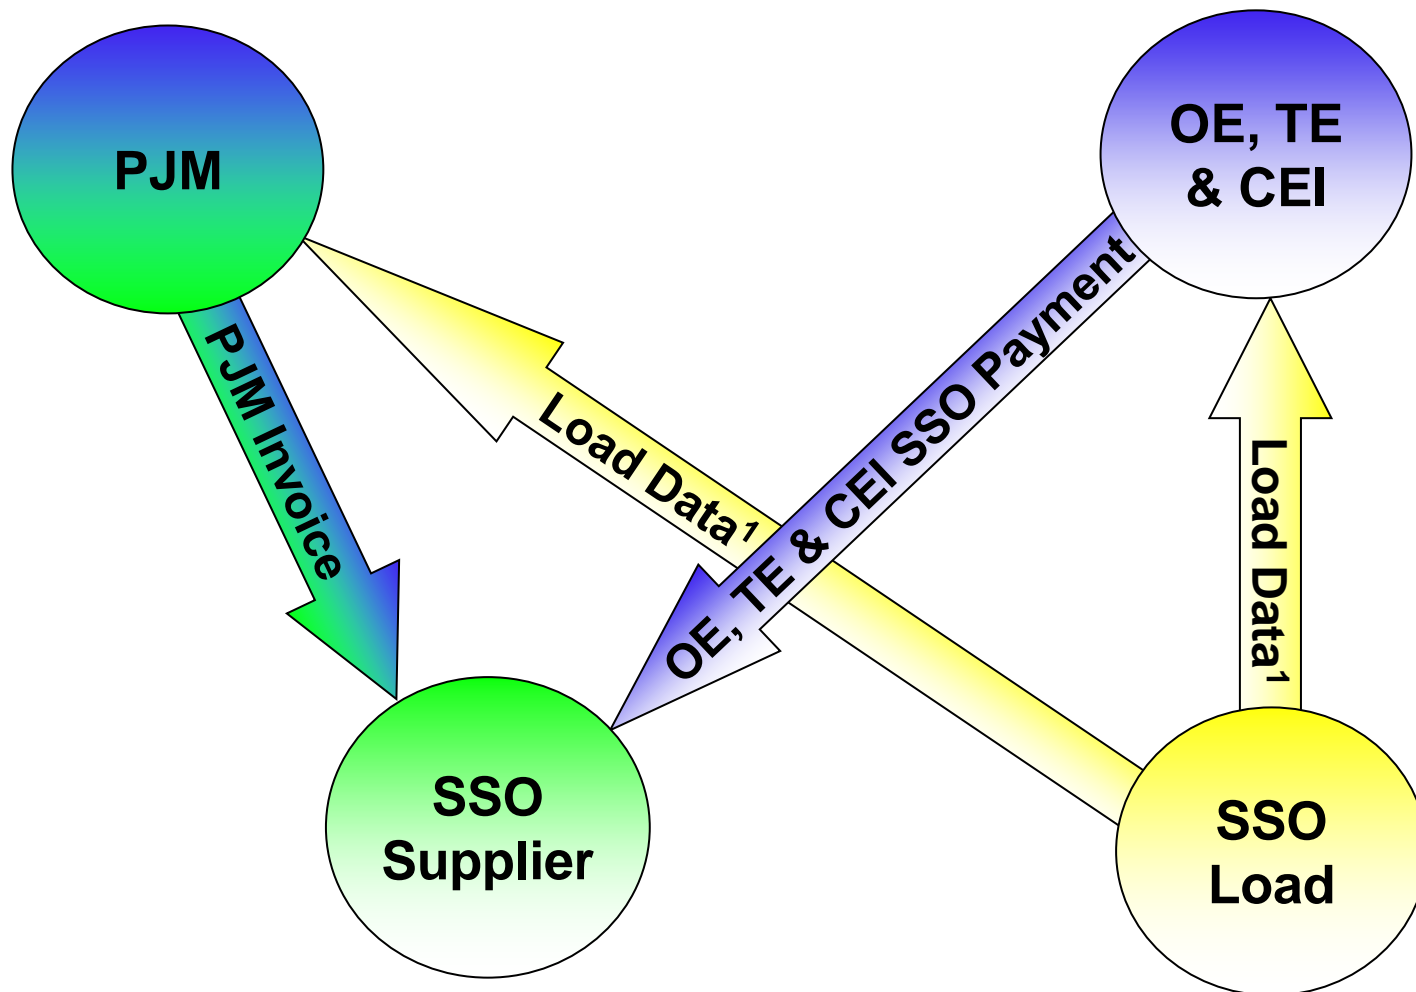 PJM
OE, TE
& CEI
PJM Invoice
Load Data¹
OE, TE & CEI SSO Payment
Load Data¹
SSO
Supplier
SSO
Load